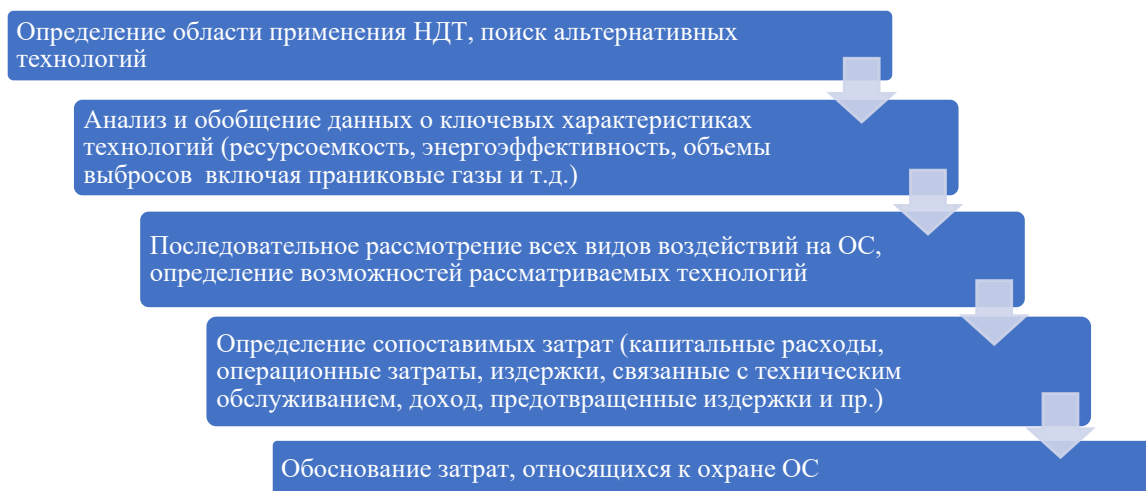 Определение области применения НДТ, поиск альтернативных
технологий
Анализ и обобщение данных о ключевых характеристиках
технологий (ресурсоемкость, энергоэффективность, объемы
выбросов включая праниковые газы и т.д.)
Последовательное рассмотрение всех видов воздействий на ОС,
определение возможностей рассматриваемых технологий
Определение сопоставимых затрат (капитальные расходы,
операционные затраты, издержки, связанные с техническим
обслуживанием, доход, предотвращенные издержки и пр.)
Обоснование затрат, относящихся к охране ОС